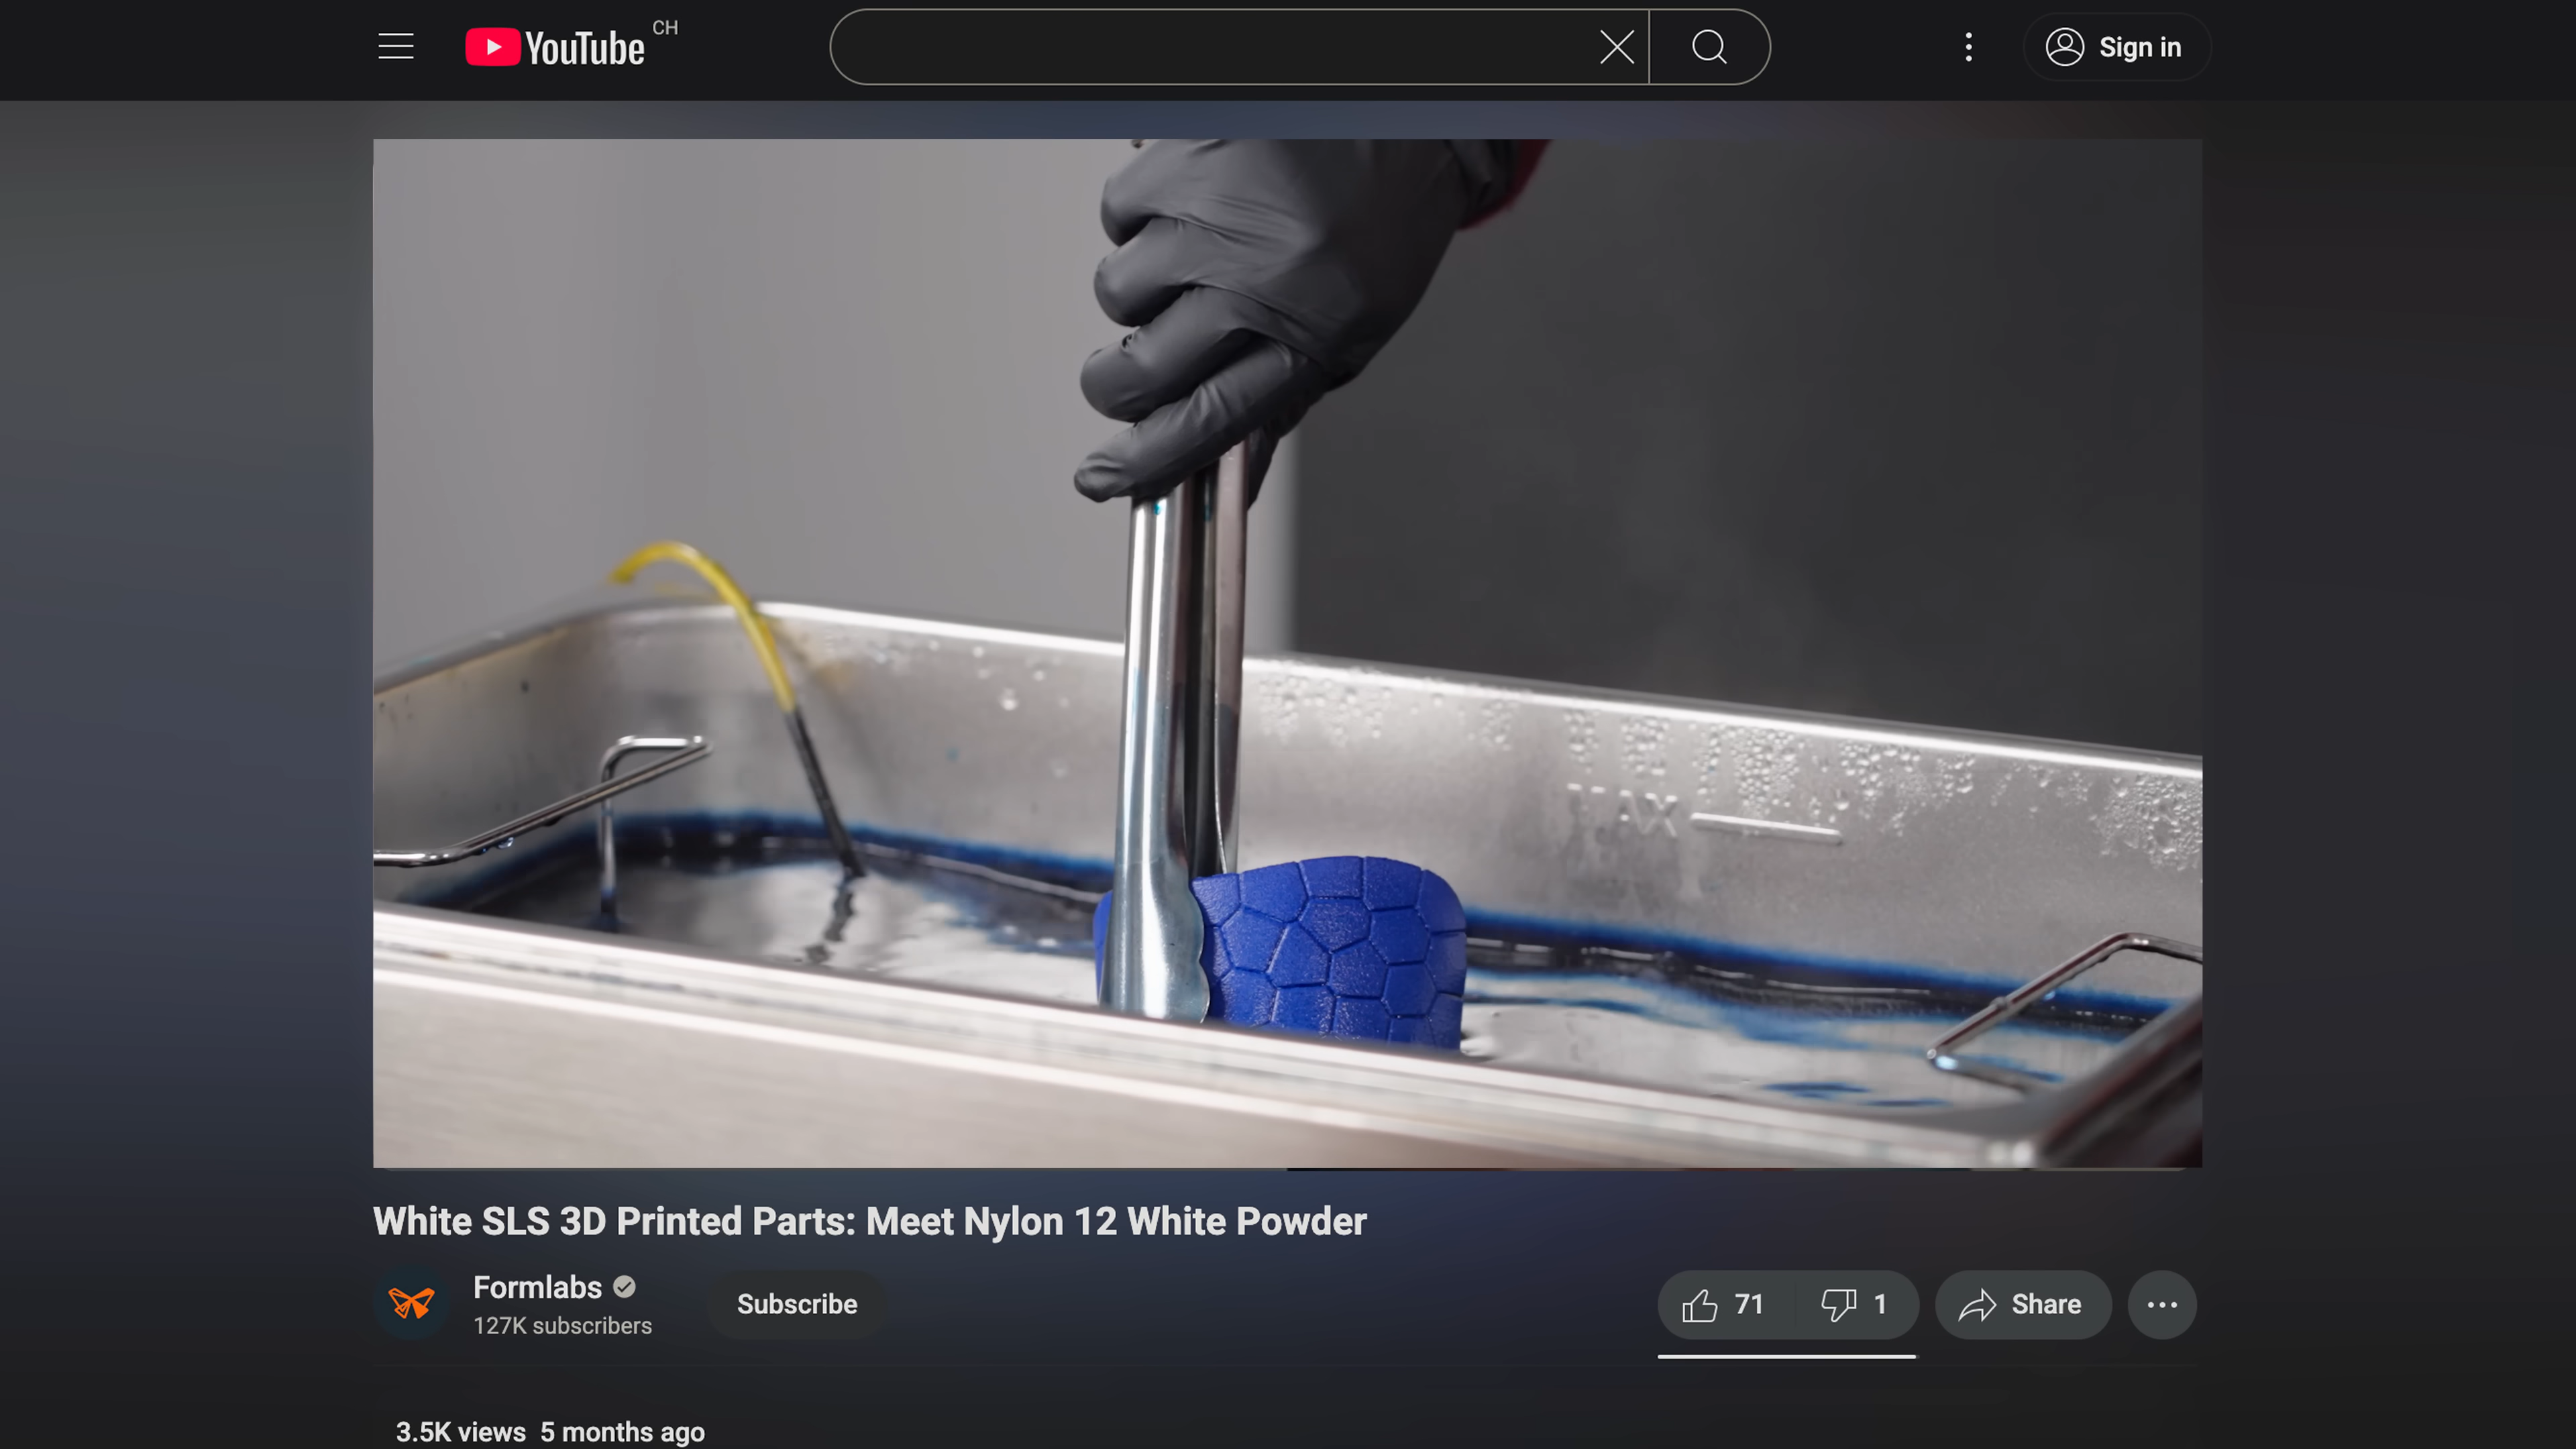 YouTube CH
Sign in
MAX
White SLS 3D Printed Parts: Meet Nylon 12 White Powder
Formlabs
127K subscribers
Subscribe
71
1
Share
3.5K views 5 months ago